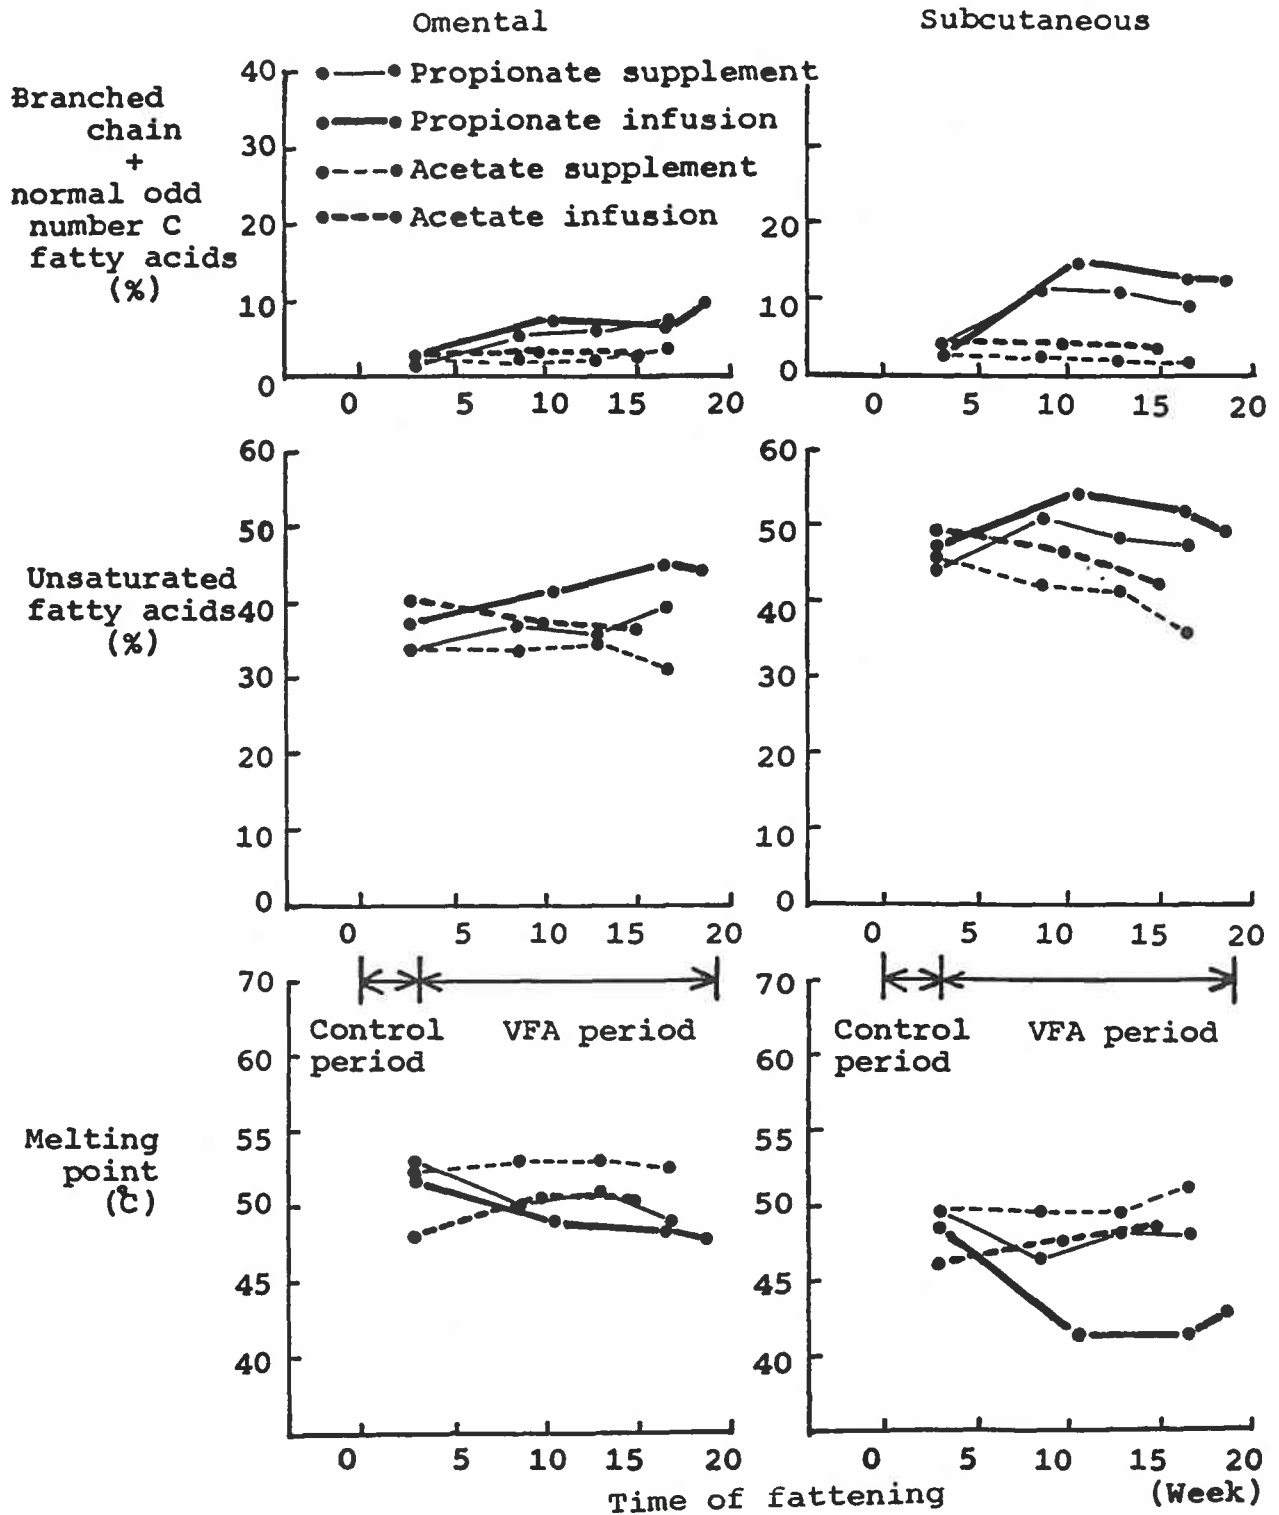 Omental
Subcutaneous
Branched
chain
+
normal odd
number C
fatty acids
(%)
40
30
20
10
0
Propionate supplement
Propionate infusion
Acetate supplement
Acetate infusion
0 5 10 15 20
20
10
0
0 5 10 15 20
Unsaturated
fatty acids
(%)
60
50
40
30
20
10
0
0 5 10 15 20
60
50
40
30
20
10
0
0 5 10 15 20
Control
period
VFA period
Control
period
VFA period
Melting
point
(°C)
70
60
55
50
45
40
0 5 10 15 20
70
60
55
50
45
40
0 5 10 15 20
Time of fattening
(Week)